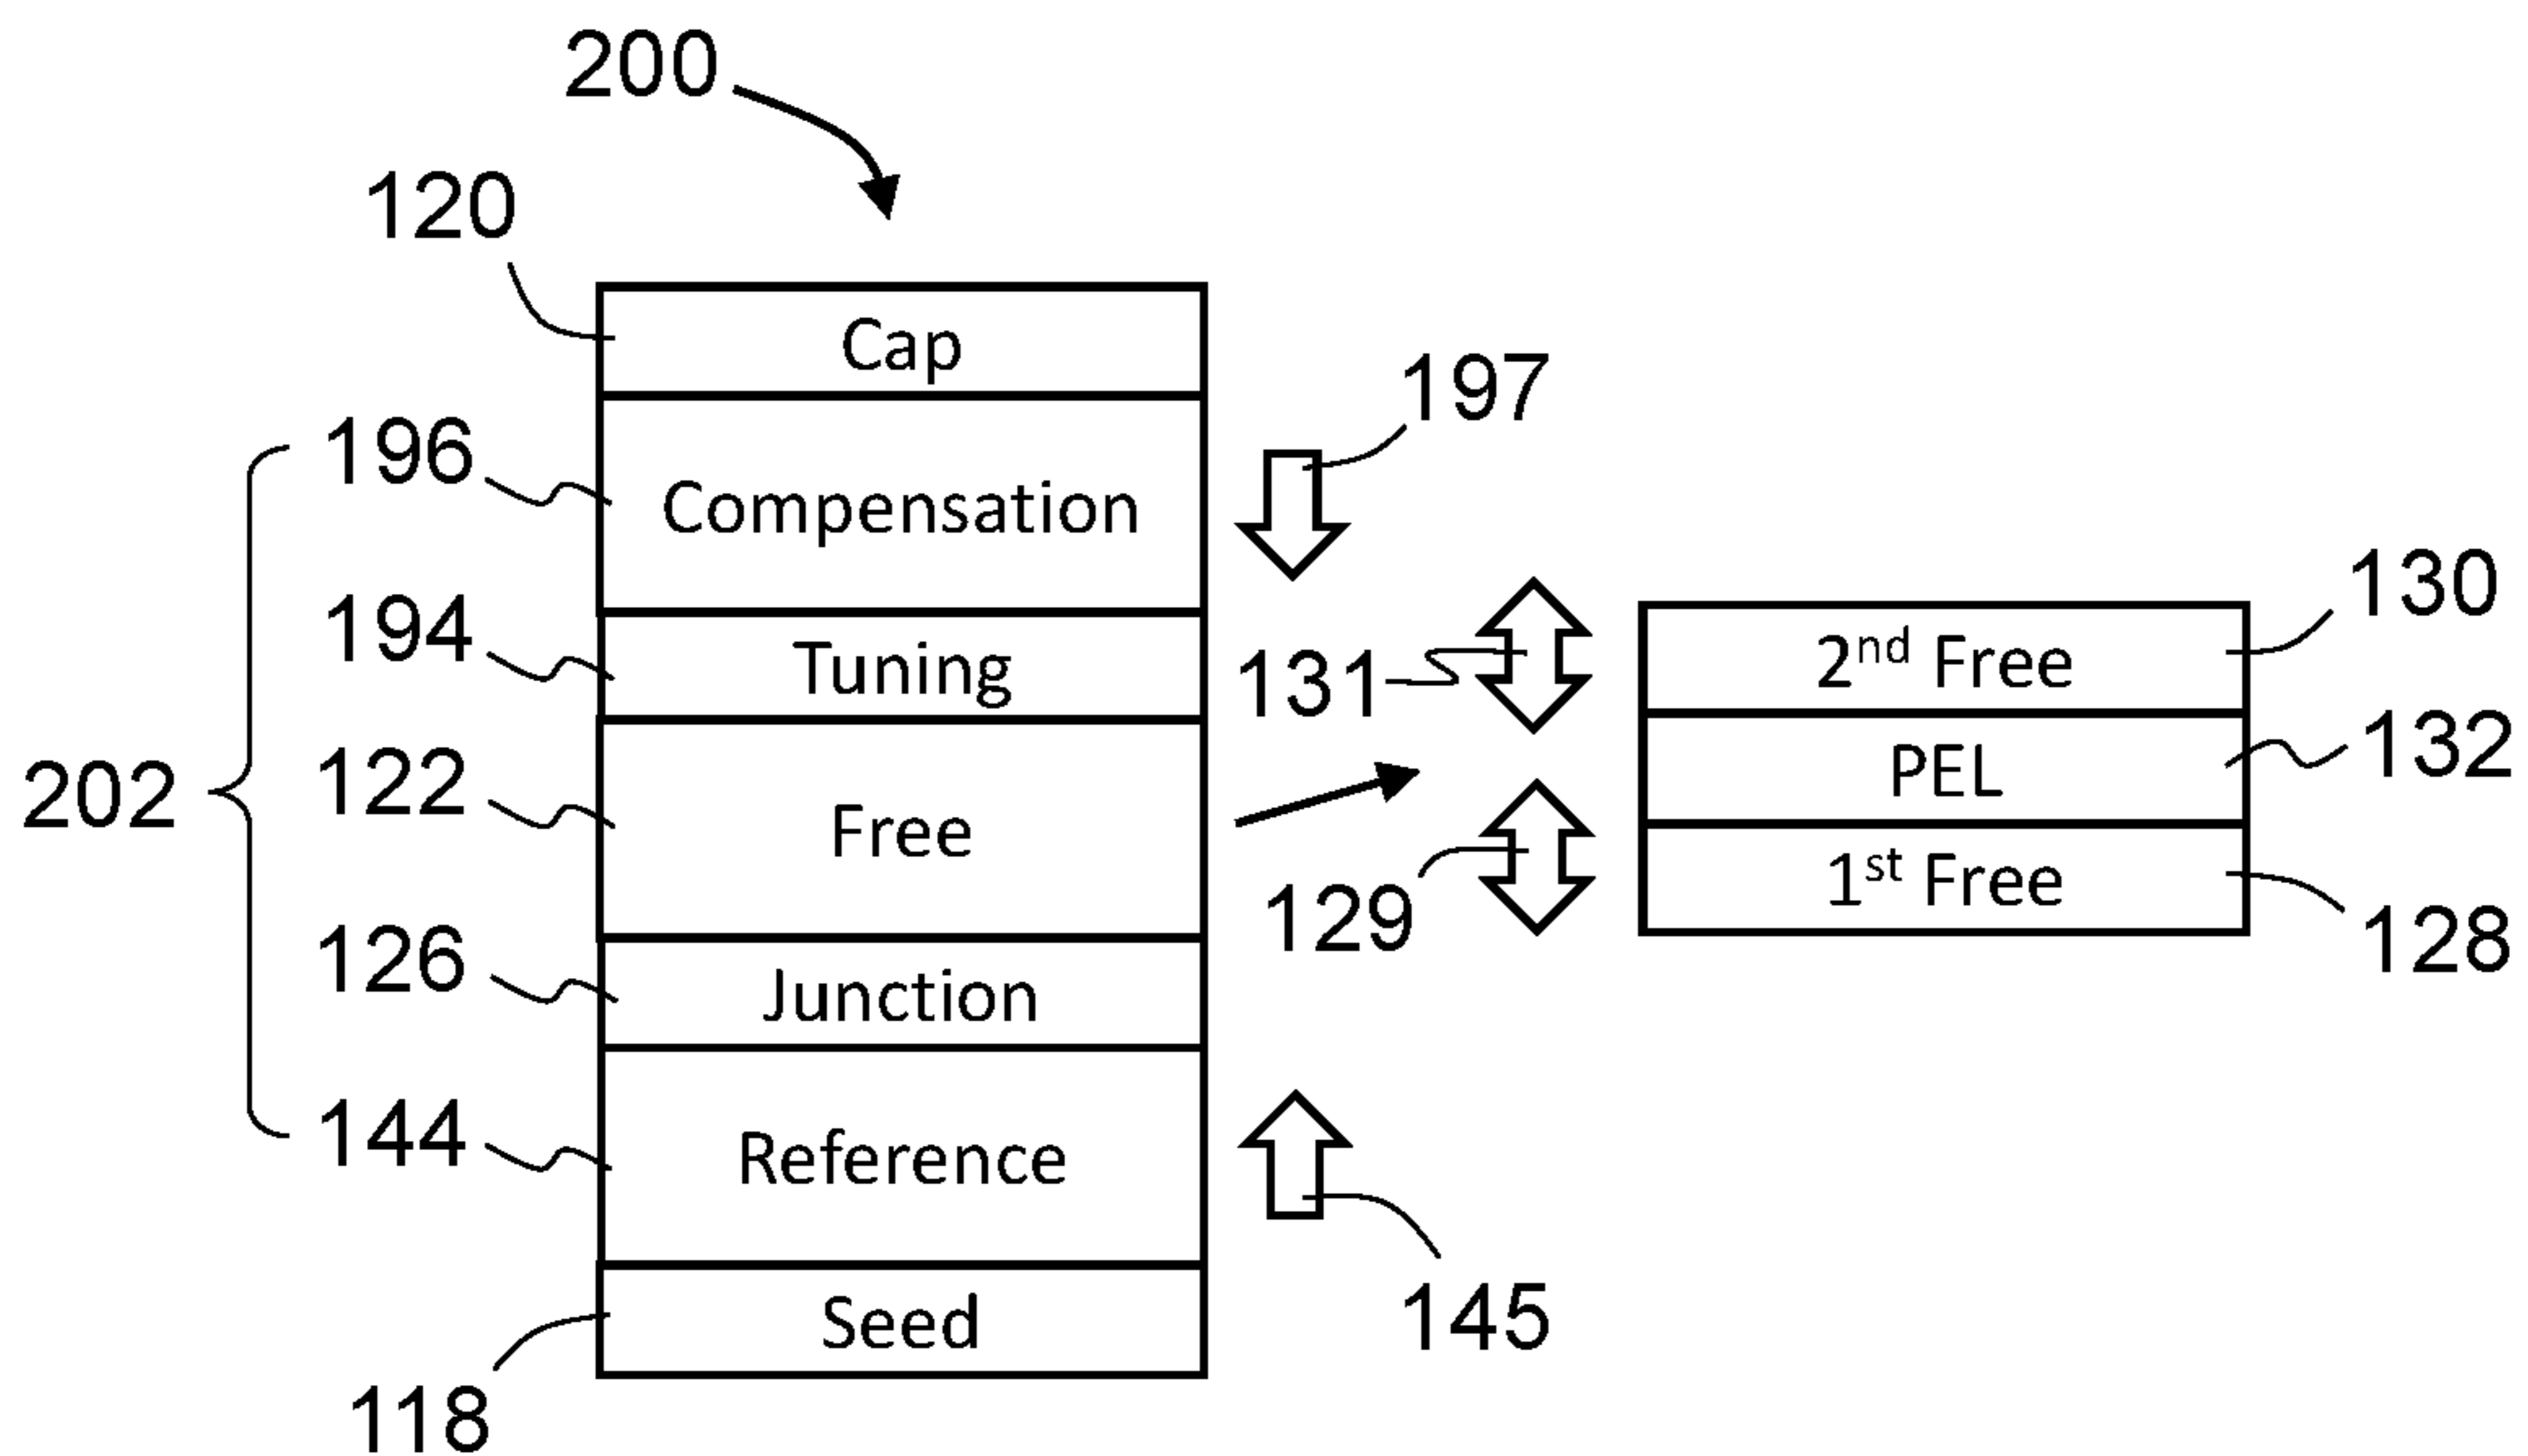 200
120
Cap
197
196
Compensation
130
194
Tuning
131
2nd Free
132
202
122
Free
PEL
129
1st Free
128
126
Junction
144
Reference
145
Seed
118